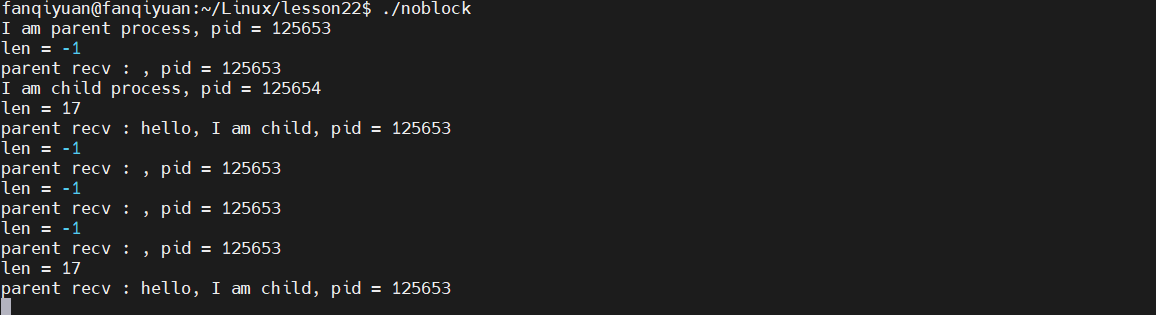 fanqiyuan@fanqiyuan:~/Linux/lesson22$ ./noblock
I am parent process, pid = 125653
len = -1
parent recv : , pid = 125653
I am child process, pid = 125654
len = 17
parent recv : hello, I am child, pid = 125653
len = -1
parent recv : , pid = 125653
len = -1
parent recv : , pid = 125653
len = -1
parent recv : , pid = 125653
len = 17
parent recv : hello, I am child, pid = 125653